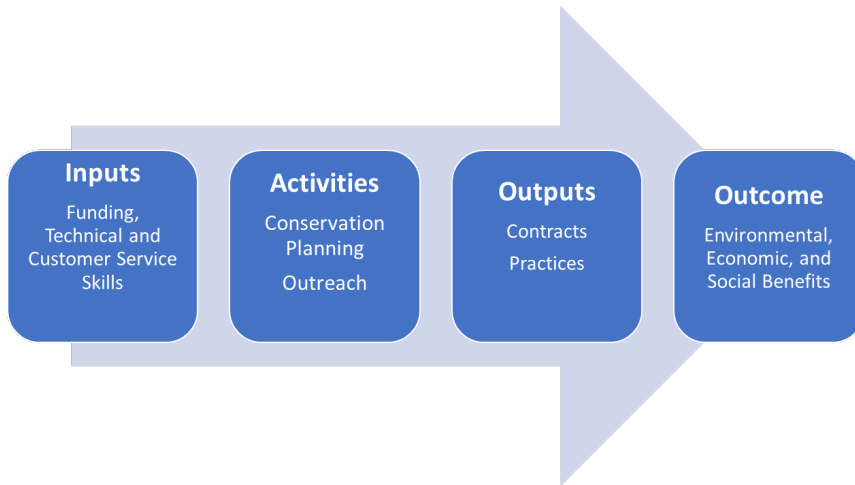 Inputs
Funding,
Technical and
Customer Service
Skills
Activities
Conservation
Planning
Outreach
Outputs
Contracts
Practices
Outcome
Environmental,
Economic, and
Social Benefits